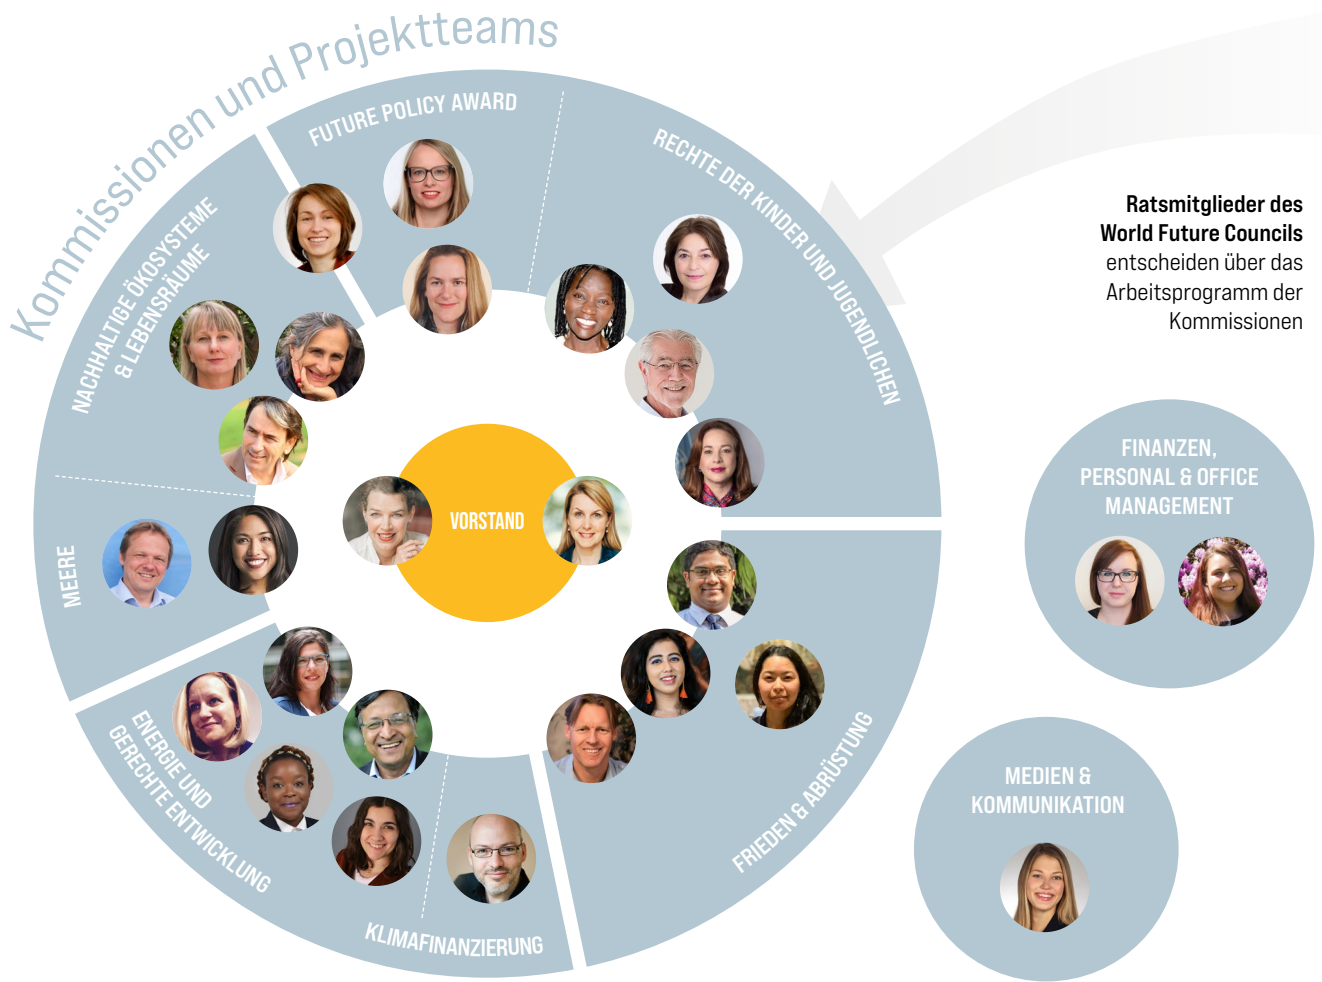 Kommissionen und Projektteams
FUTURE POLICY AWARD
RECHTE DER KINDER UND JUGENDLICHEN
NACHHALTIGE ÖKOSYSTEME
& LEBENSRÄUME
Ratsmitglieder des
World Future Councils
entscheiden über das
Arbeitsprogramm der
Kommissionen
FINANZEN,
PERSONAL & OFFICE
MANAGEMENT
VORSTAND
MEERE
ENERGIE UND
GERECHTE ENTWICKLUNG
FRIEDEN & ABRÜSTUNG
MEDIEN &
KOMMUNIKATION
KLIMAFINANZIERUNG